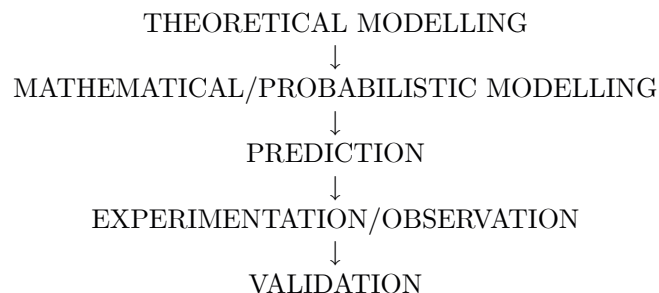 THEORETICAL MODELLING
↓
MATHEMATICAL/PROBABILISTIC MODELLING
↓
PREDICTION
↓
EXPERIMENTATION/OBSERVATION
↓
VALIDATION